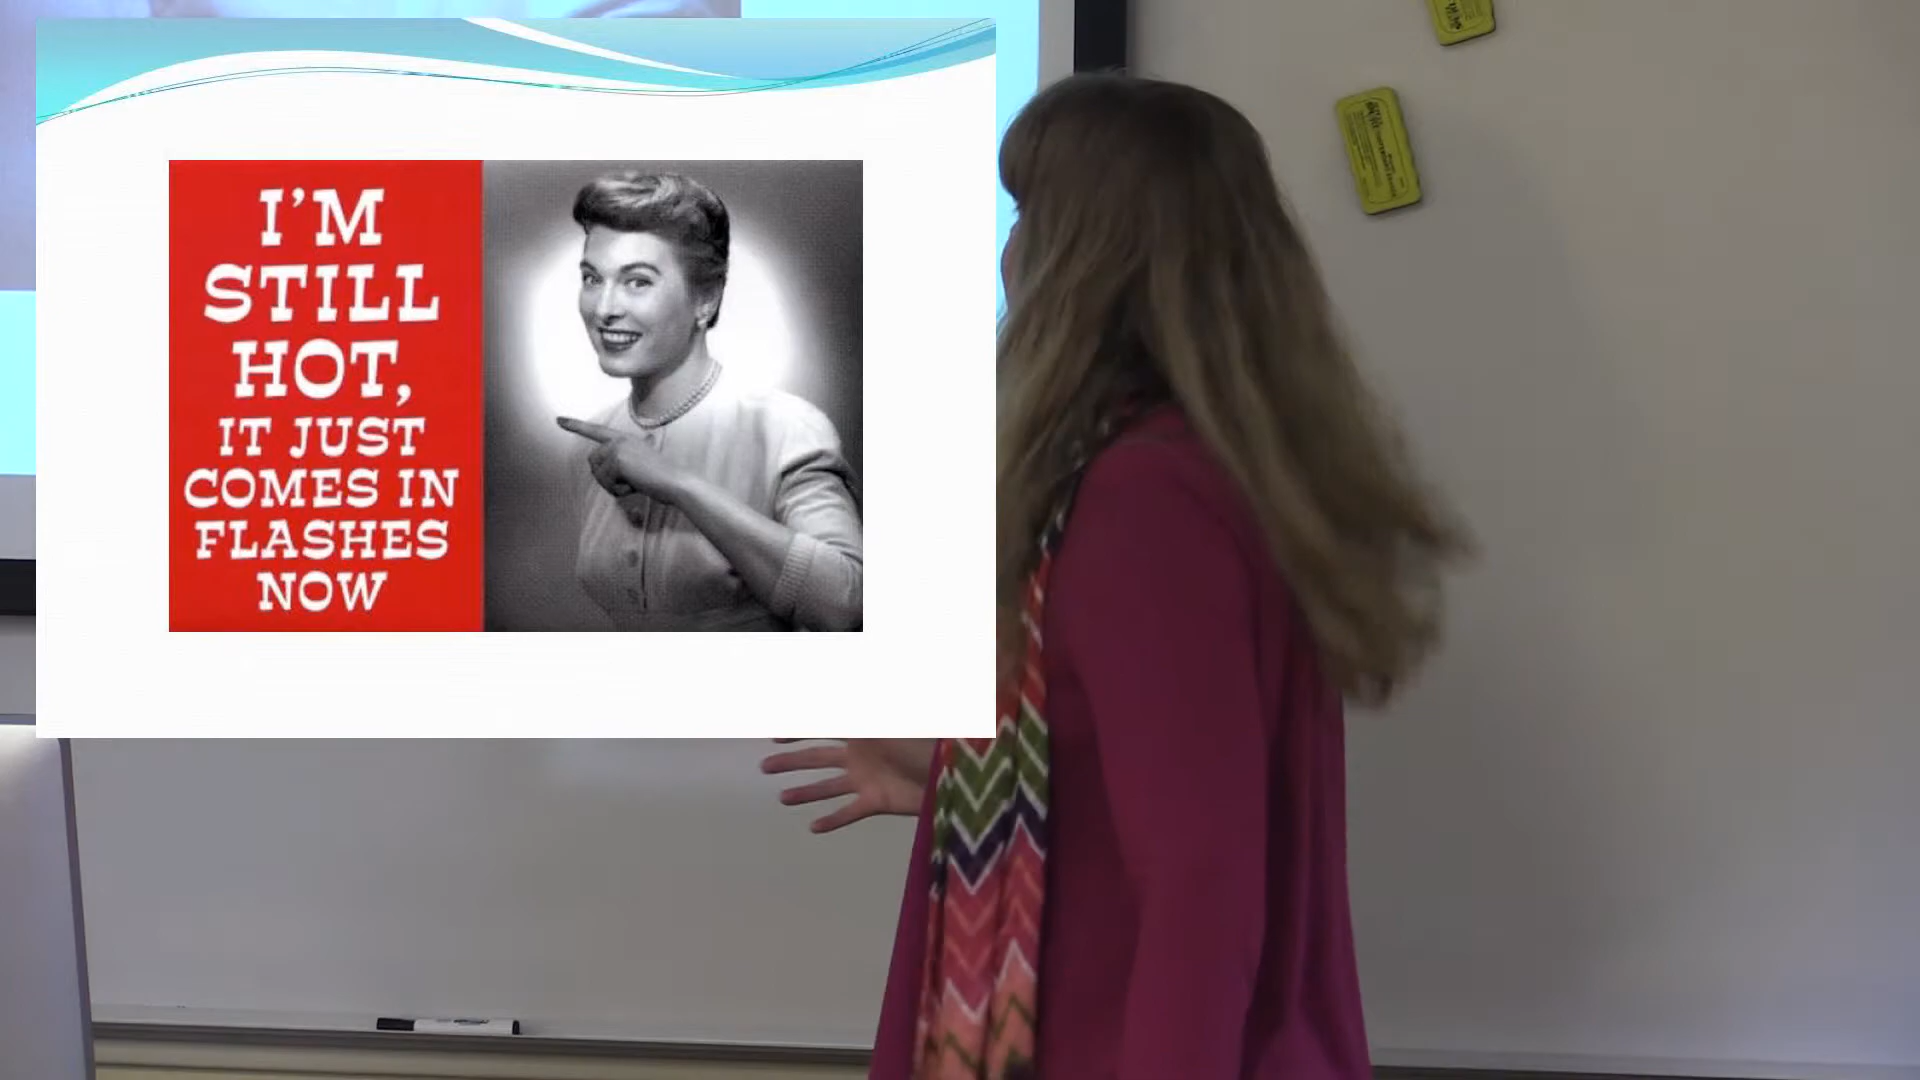 I'M
STILL
HOT,
IT JUST
COMES IN
FLASHES
NOW